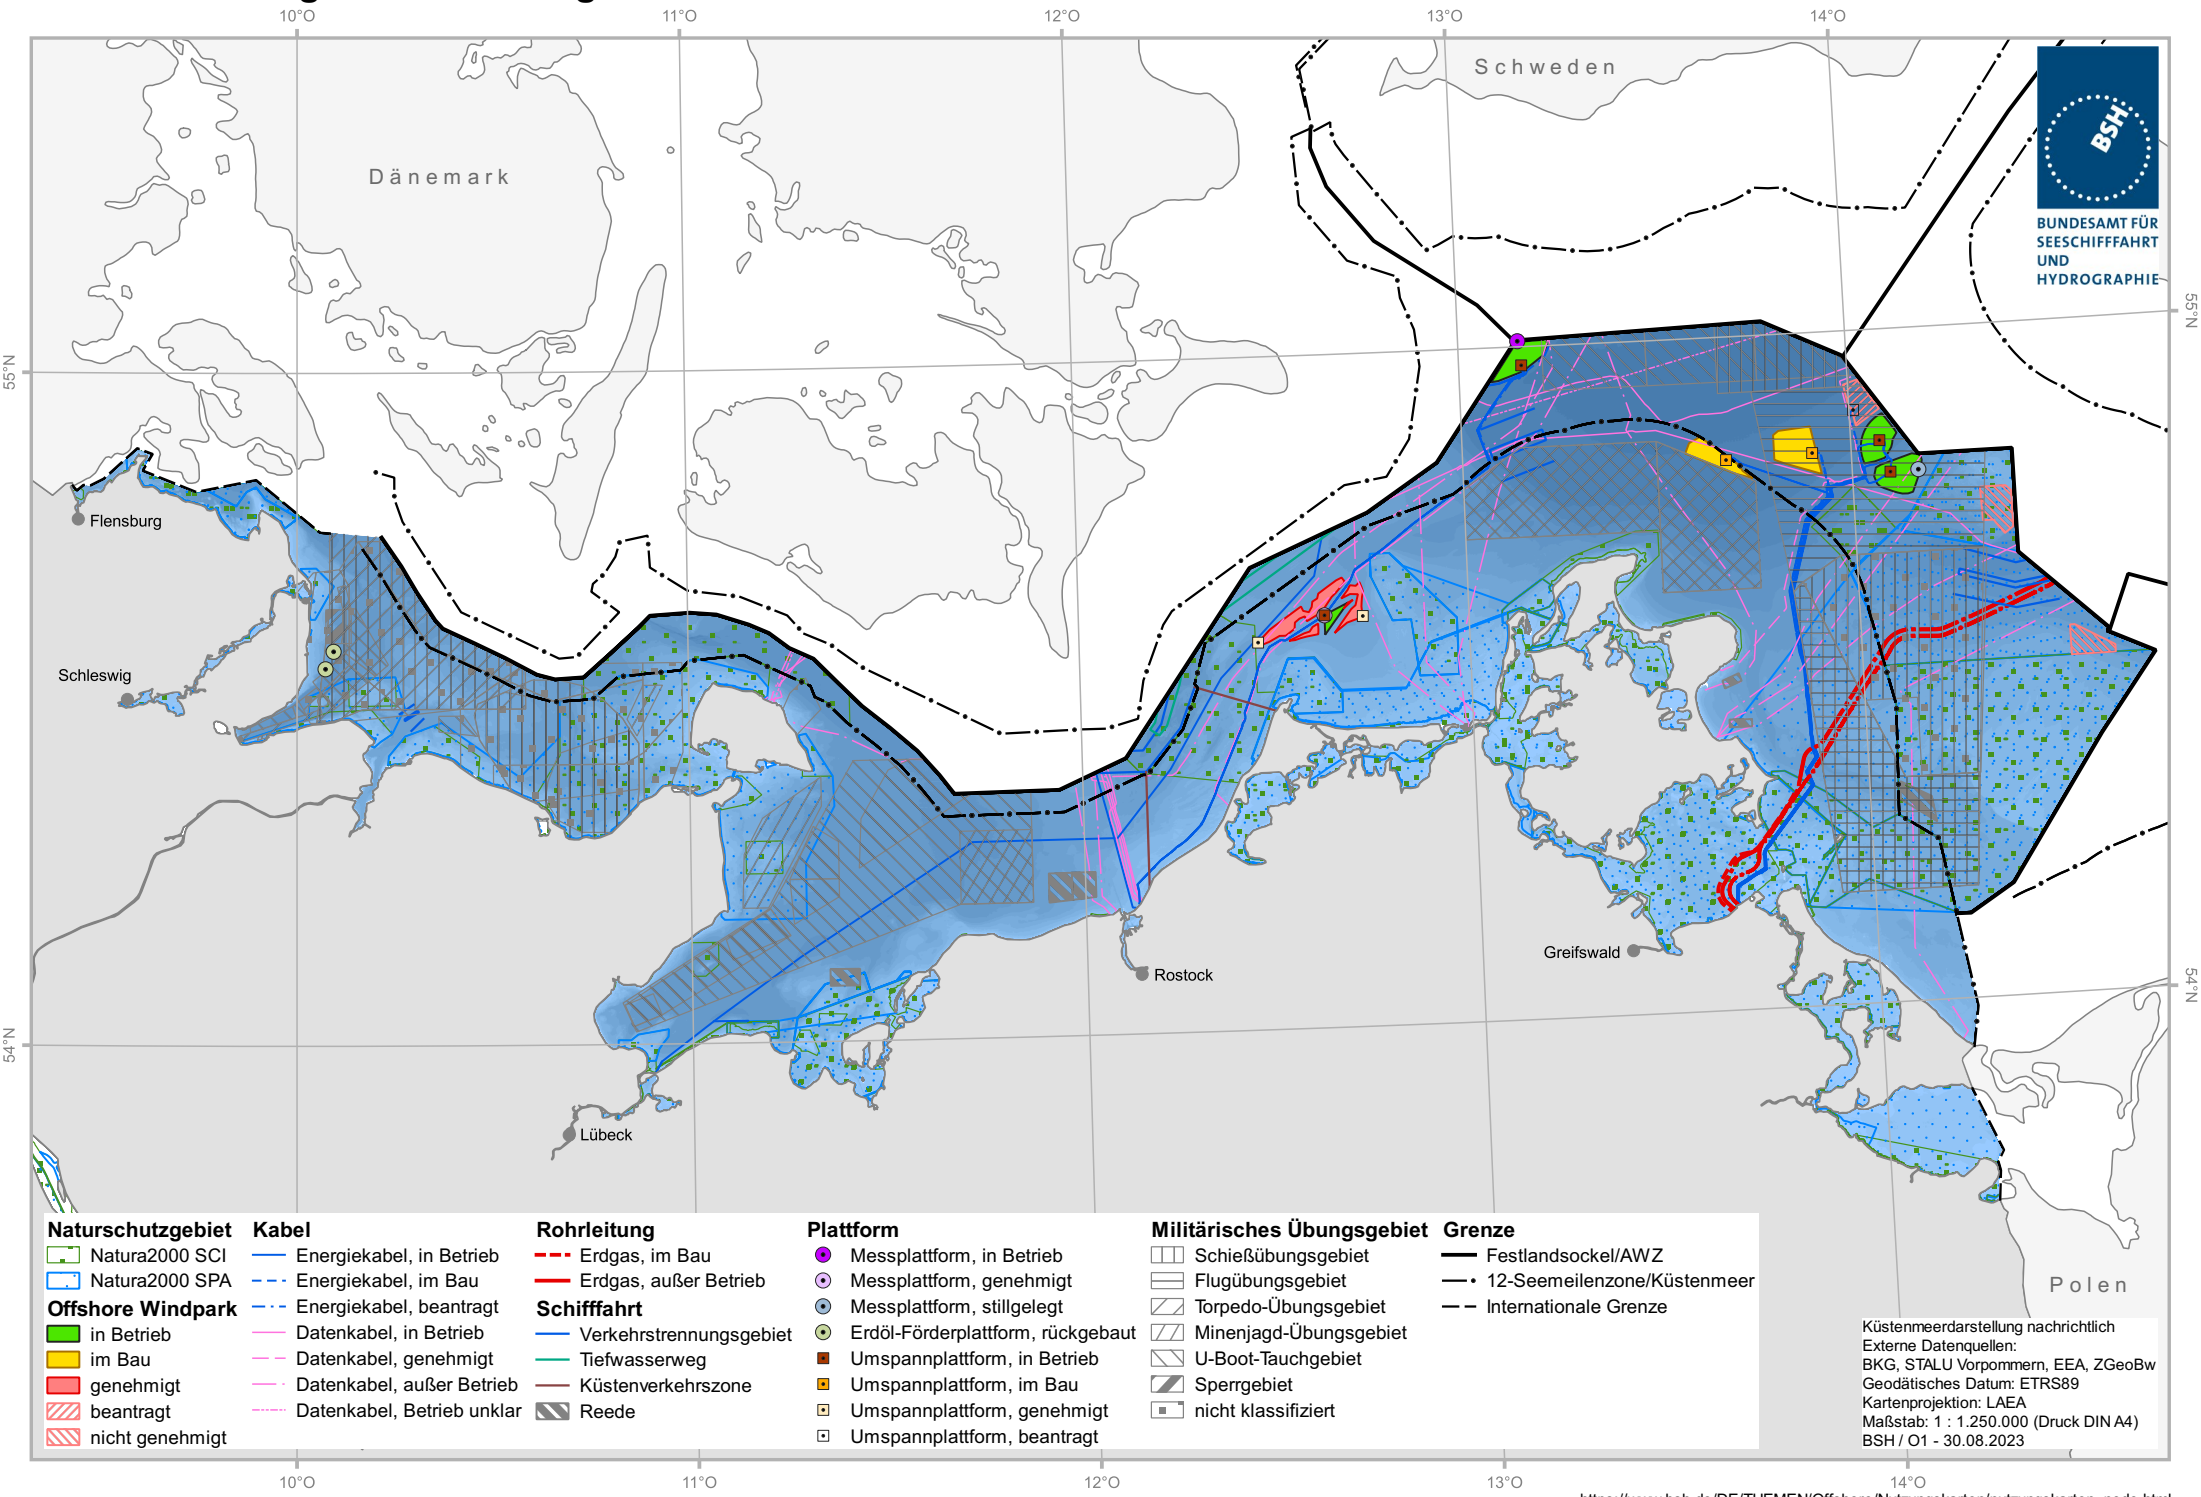 10°O 11°O 12°O 13°O 14°O
Schweden
Dänemark
BSH
BUNDESAMT FÜR
SEESCHIFFFAHRT
UND
HYDROGRAPHIE
55°N
55°N
Flensburg
Schleswig
Greifswald
Rostock
54°N
54°N
Lübeck
Polen
Naturschutzgebiet
Natura2000 SCI
Natura2000 SPA
Offshore Windpark
in Betrieb
im Bau
genehmigt
beantragt
nicht genehmigt
Kabel
Energiekabel, in Betrieb
Energiekabel, im Bau
Energiekabel, beantragt
Datenkabel, in Betrieb
Datenkabel, genehmigt
Datenkabel, außer Betrieb
Datenkabel, Betrieb unklar
Rohrleitung
Erdgas, im Bau
Erdgas, außer Betrieb
Schifffahrt
Verkehrstrennungsgebiet
Tiefwasserweg
Küstenverkehrszone
Reede
Plattform
Messplattform, in Betrieb
Messplattform, genehmigt
Messplattform, stillgelegt
Erdöl-Förderplattform, rückgebaut
Umspannplattform, in Betrieb
Umspannplattform, im Bau
Umspannplattform, genehmigt
Umspannplattform, beantragt
Militärisches Übungsgebiet
Schießübungsgebiet
Flugübungsgebiet
Torpedo-Übungsgebiet
Minenjagd-Übungsgebiet
U-Boot-Tauchgebiet
Sperrgebiet
nicht klassifiziert
Grenze
Festlandsockel/AWZ
12-Seemeilenzone/Küstenmeer
Internationale Grenze
Küstenmeerdarstellung nachrichtlich
Externe Datenquellen:
BKG, STALU Vorpommern, EEA, ZGeoBw
Geodätisches Datum: ETRS89
Kartenprojektion: LAEA
Maßstab: 1 : 1.250.000 (Druck DIN A4)
BSH / O1 - 30.08.2023
10°O 11°O 12°O 13°O 14°O